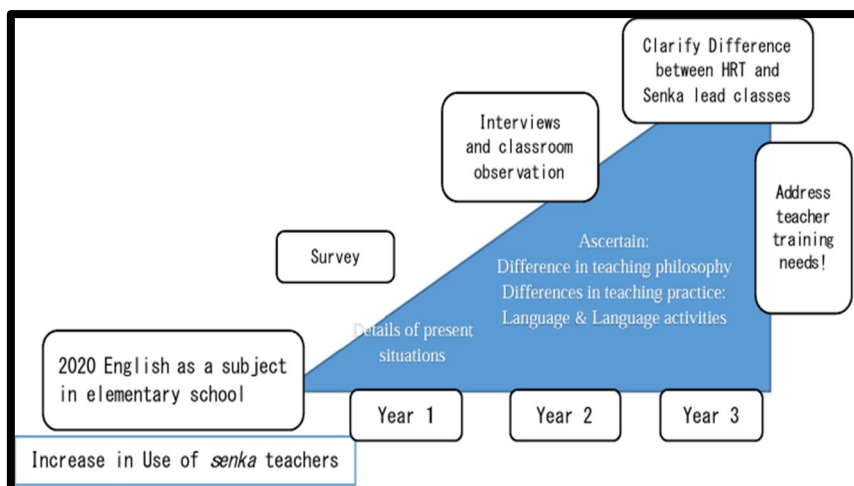 Clarify Difference
between HRT and
Senka lead classes
Interviews
and classroom
observation
Address
teacher
training
needs!
Survey
Ascertain:
Difference in teaching philosophy
Differences in teaching practice:
Language & Language activities
Details of present
situations
2020 English as a subject
in elementary school
Year 1
Year 2
Year 3
Increase in Use of senka teachers